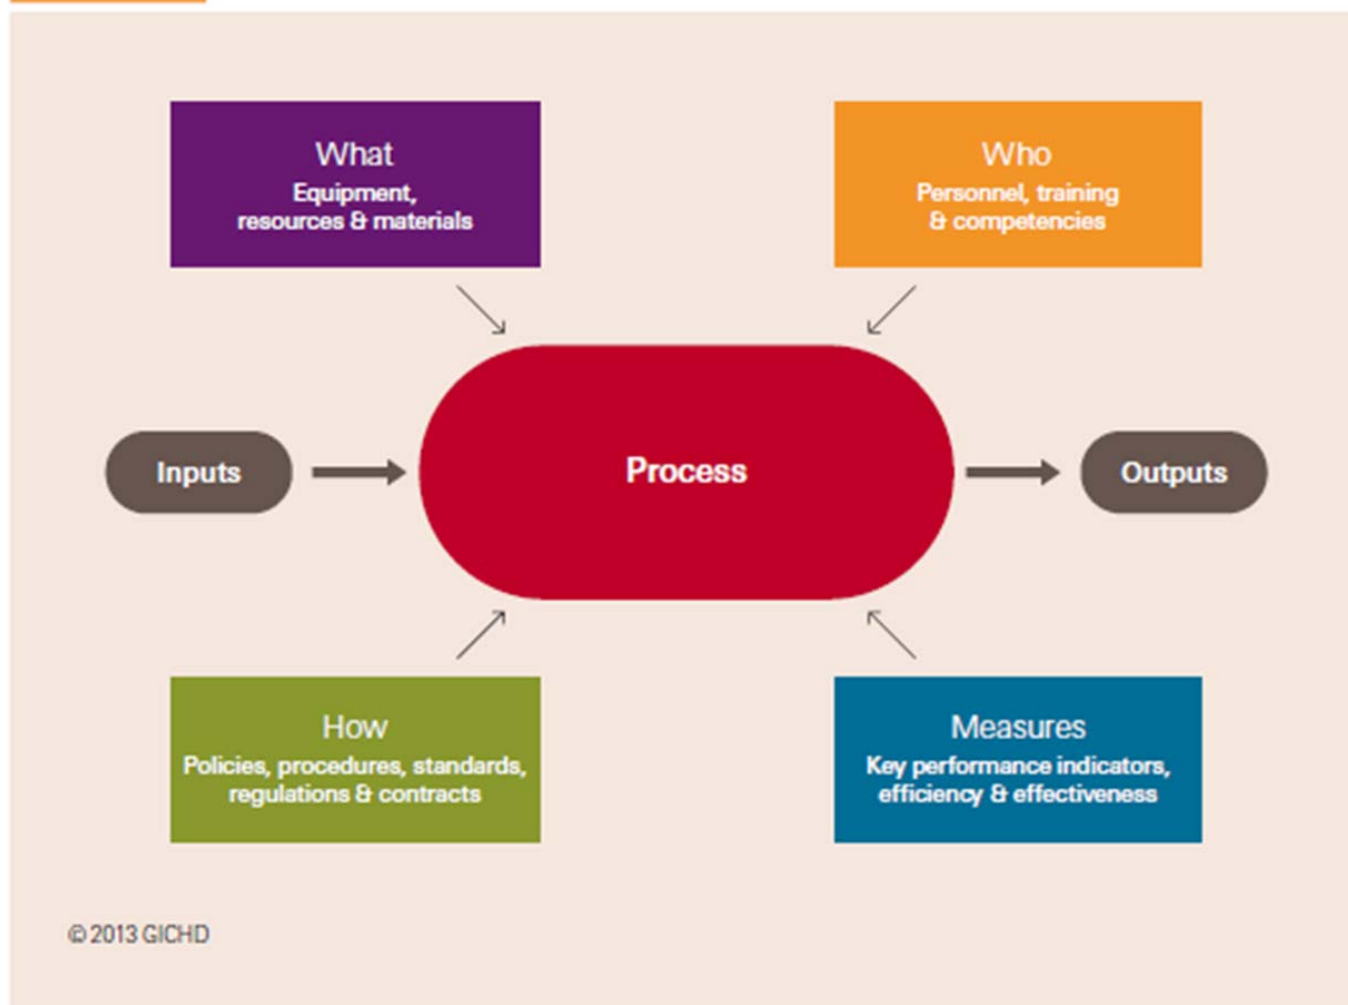 What
Equipment,
resources & materials
Who
Personnel, training
& competencies
Inputs
Process
Outputs
How
Policies, procedures, standards,
regulations & contracts
Measures
Key performance indicators,
efficiency & effectiveness
© 2013 GICHD